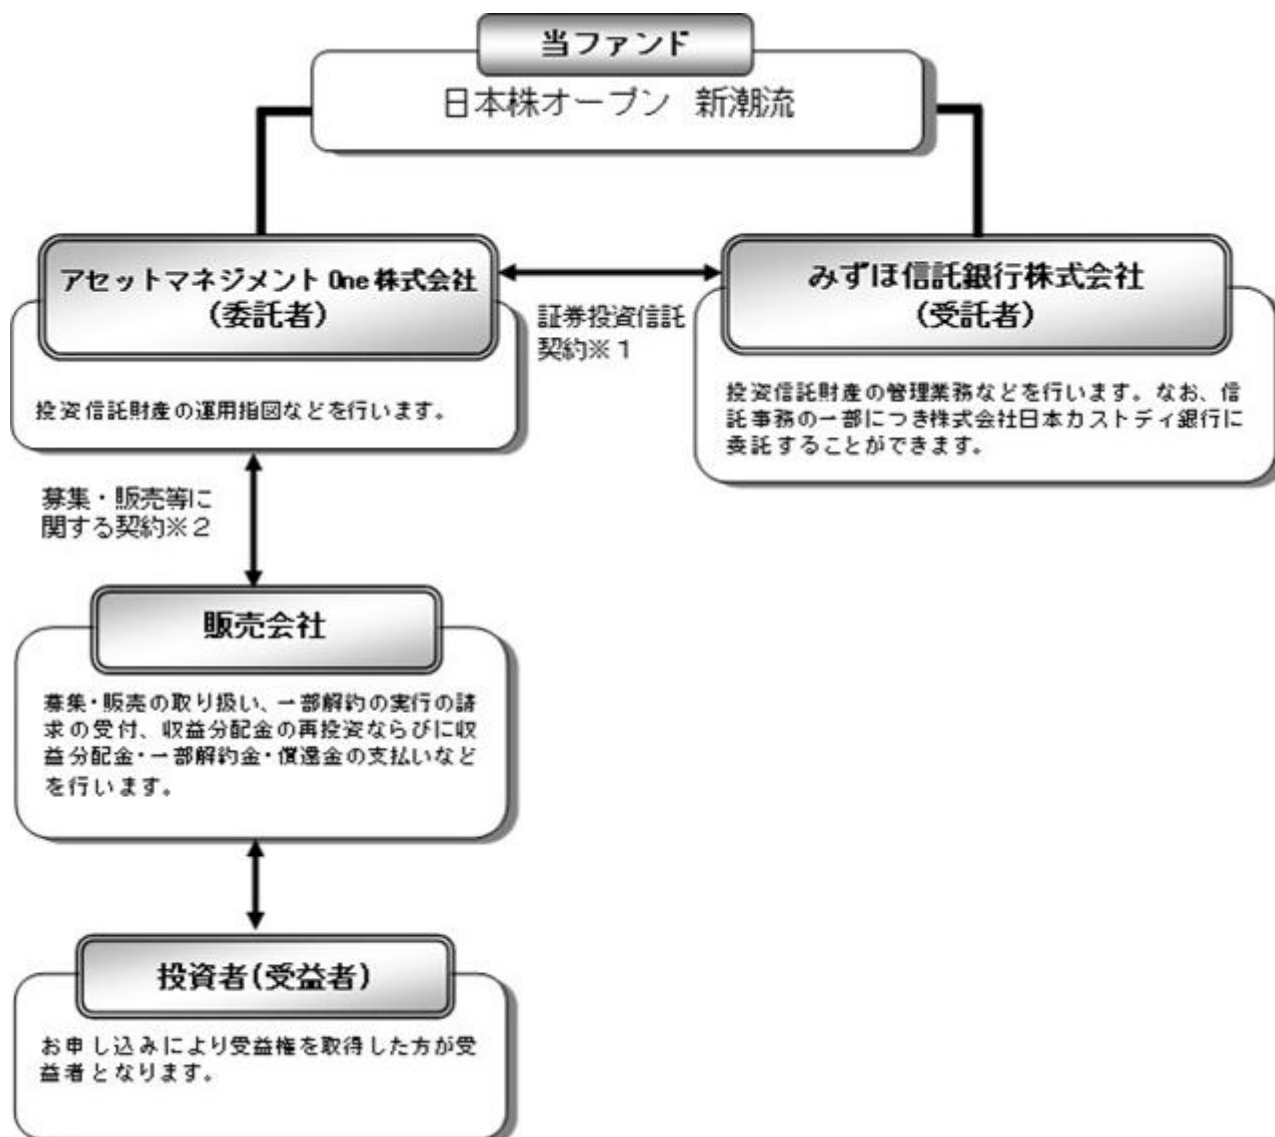 当ファンド
日本株オープン 新潮流
アセットマネジメント One 株式会社
(委託者)
投資信託財産の運用指図などを行います。
証券投資信託
契約※1
みずほ信託銀行株式会社
(受託者)
投資信託財産の管理業務などを行います。なお、信
託事務の一部につき株式会社日本カストディ銀行に
委託することができます。
募集・販売等に
関する契約※2
販売会社
募集・販売の取り扱い、一部解約の実行の請
求の受付、収益分配金の再投資ならびに収
益分配金・一部解約金・償還金の支払いなど
を行います。
投資者(受益者)
お申し込みにより受益権を取得した方が受
益者となります。